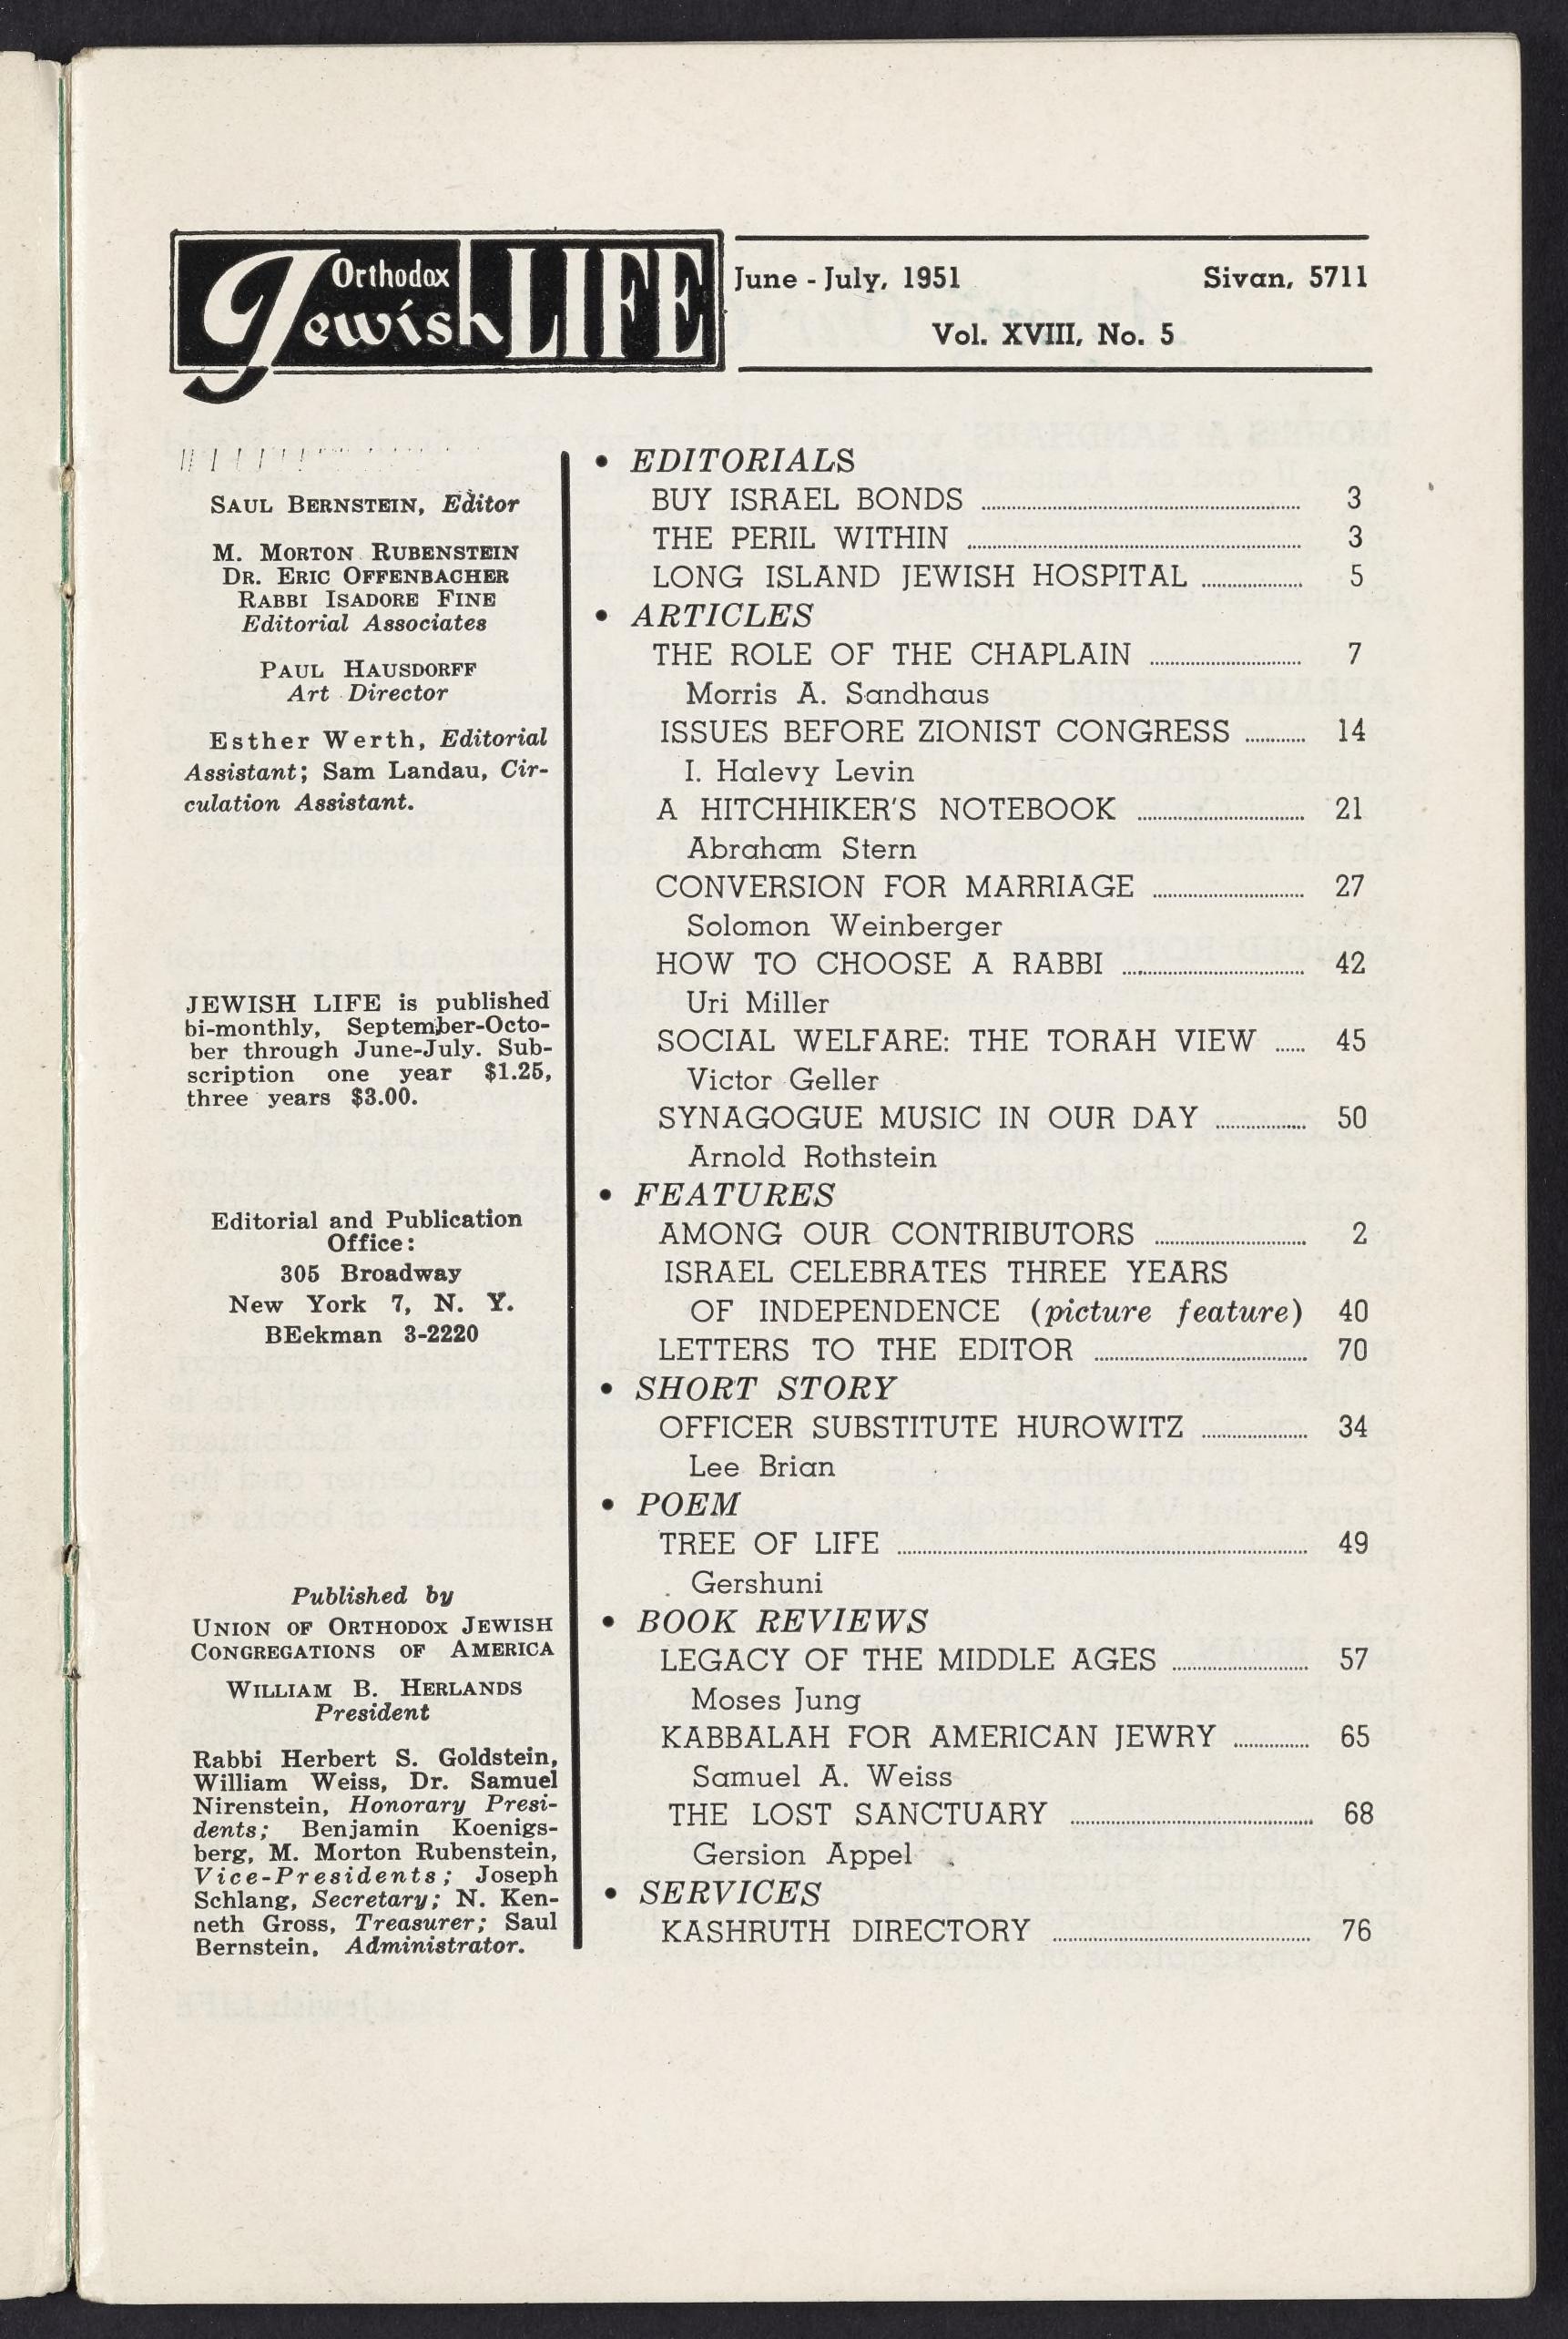 Orthodox
Jewish LIFE
June - July, 1951 Sivan, 5711
Vol. XVIII, No. 5
SAUL BERNSTEIN, Editor
M. MORTON RUBENSTEIN
DR. ERIC OFFENBACHER
RABBI ISADORE FINE
Editorial Associates
PAUL HAUSDORFF
Art Director
Esther Werth, Editorial
Assistant; Sam Landau, Cir-
culation Assistant.
JEWISH LIFE is published
bi-monthly, September-Octo-
ber through June-July. Sub-
scription one year $1.25,
three years $3.00.
Editorial and Publication
Office:
305 Broadway
New York 7, N. Y.
BEekman 3-2220
Published by
UNION OF ORTHODOX JEWISH
CONGREGATIONS OF AMERICA
WILLIAM B. HERLANDS
President
Rabbi Herbert S. Goldstein,
William Weiss, Dr. Samuel
Nirenstein, Honorary Presi-
dents; Benjamin Koenigs-
berg, M. Morton Rubenstein,
Vice-Presidents; Joseph
Schlang, Secretary; N. Ken-
neth Gross, Treasurer; Saul
Bernstein, Administrator.
• EDITORIALS
BUY ISRAEL BONDS ........ 3
THE PERIL WITHIN ........ 3
LONG ISLAND JEWISH HOSPITAL ........ 5
• ARTICLES
THE ROLE OF THE CHAPLAIN ........ 7
Morris A. Sandhaus
ISSUES BEFORE ZIONIST CONGRESS ........ 14
I. Halevy Levin
A HITCHHIKER'S NOTEBOOK ........ 21
Abraham Stern
CONVERSION FOR MARRIAGE ........ 27
Solomon Weinberger
HOW TO CHOOSE A RABBI ........ 42
Uri Miller
SOCIAL WELFARE: THE TORAH VIEW ...... 45
Victor Geller
SYNAGOGUE MUSIC IN OUR DAY ........ 50
Arnold Rothstein
• FEATURES
AMONG OUR CONTRIBUTORS ........ 2
ISRAEL CELEBRATES THREE YEARS
OF INDEPENDENCE (picture feature) 40
LETTERS TO THE EDITOR ........ 70
• SHORT STORY
OFFICER SUBSTITUTE HUROWITZ ........ 34
Lee Brian
• POEM
TREE OF LIFE ........ 49
Gershuni
• BOOK REVIEWS
LEGACY OF THE MIDDLE AGES ........ 57
Moses Jung
KABBALAH FOR AMERICAN JEWRY ........ 65
Samuel A. Weiss
THE LOST SANCTUARY ........ 68
Gersion Appel
• SERVICES
KASHRUTH DIRECTORY ........ 76